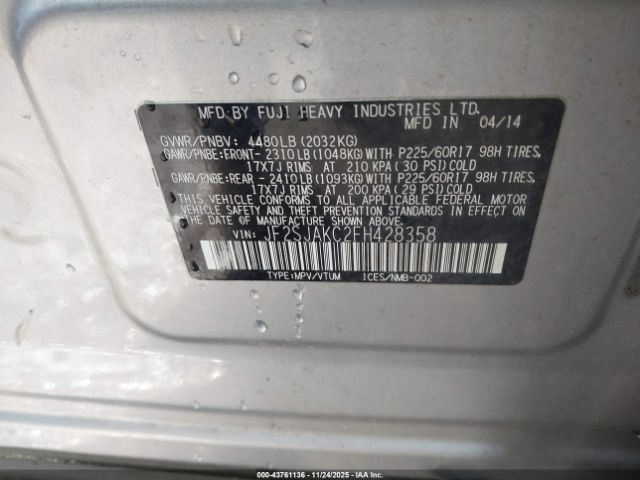 MFD BY FUJI HEAVY INDUSTRIES LTD.
MFD IN 04/14
GVWR/PNBV: 4480LB(2032KG)
GAWR/PNBE:FRONT- 2310LB(1048KG)WITH P225/60R17 98H TIRES,
17X7J RIMS AT 210 KPA(30 PSI)COLD
GAWR/PNBE:REAR -2410LB(1093KG)WITH P225/60R17 98H TIRES,
17X7J RIMS AT 200 KPA(29 PSI)COLD
THIS VEHICLE CONFORMS TO ALL APPLICABLE FEDERAL MOTOR
VEHICLE SAFETY AND THEFT PREVENTION STANDARDS IN EFFECT ON
THE DATE OF MANUFACTURE SHOWN ABOVE.
VIN: JF2SJAKC2FH428358
TYPE:MPV/VTUM ICES/NMB-002
000-43761136 - 11/24/2025 - IAAI.COM